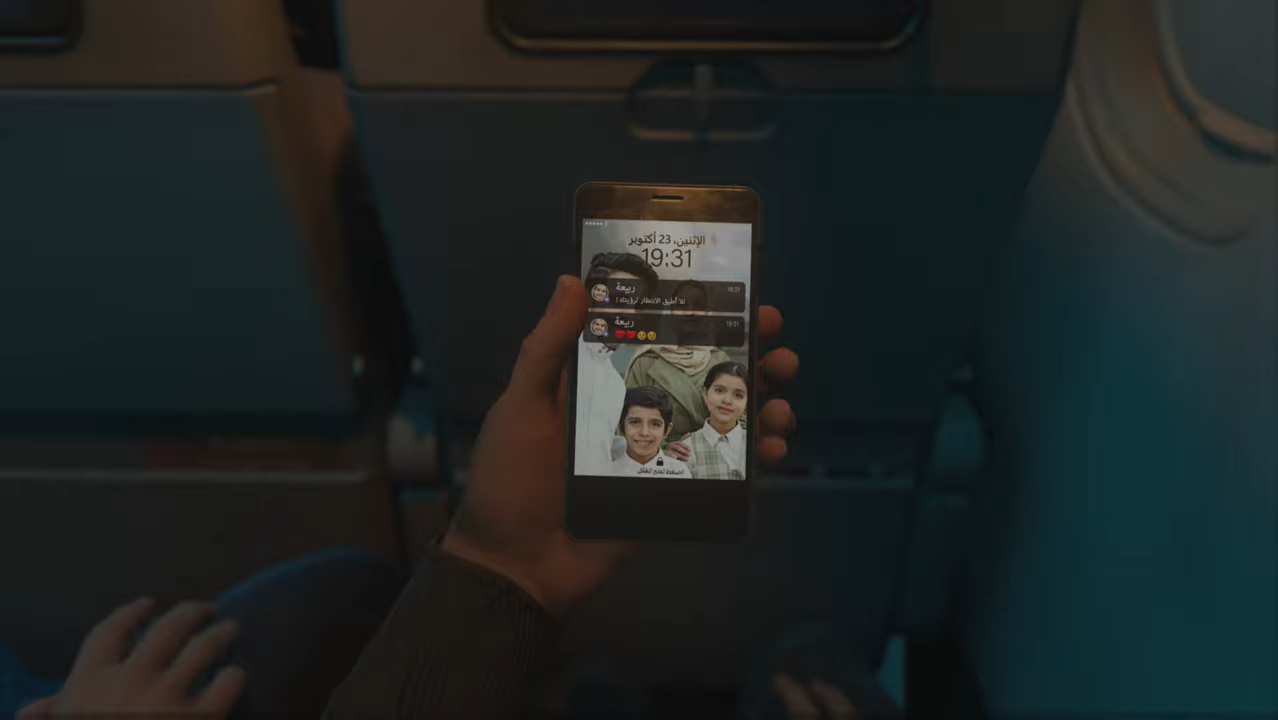 الإثنين، 23 أكتوبر
19:31
ربيعة
19:31
لا أطيق الانتظار لرؤيتك !
ربيعة
19:31
❤️❤️🥹🥹
اضغط لفتح القفل